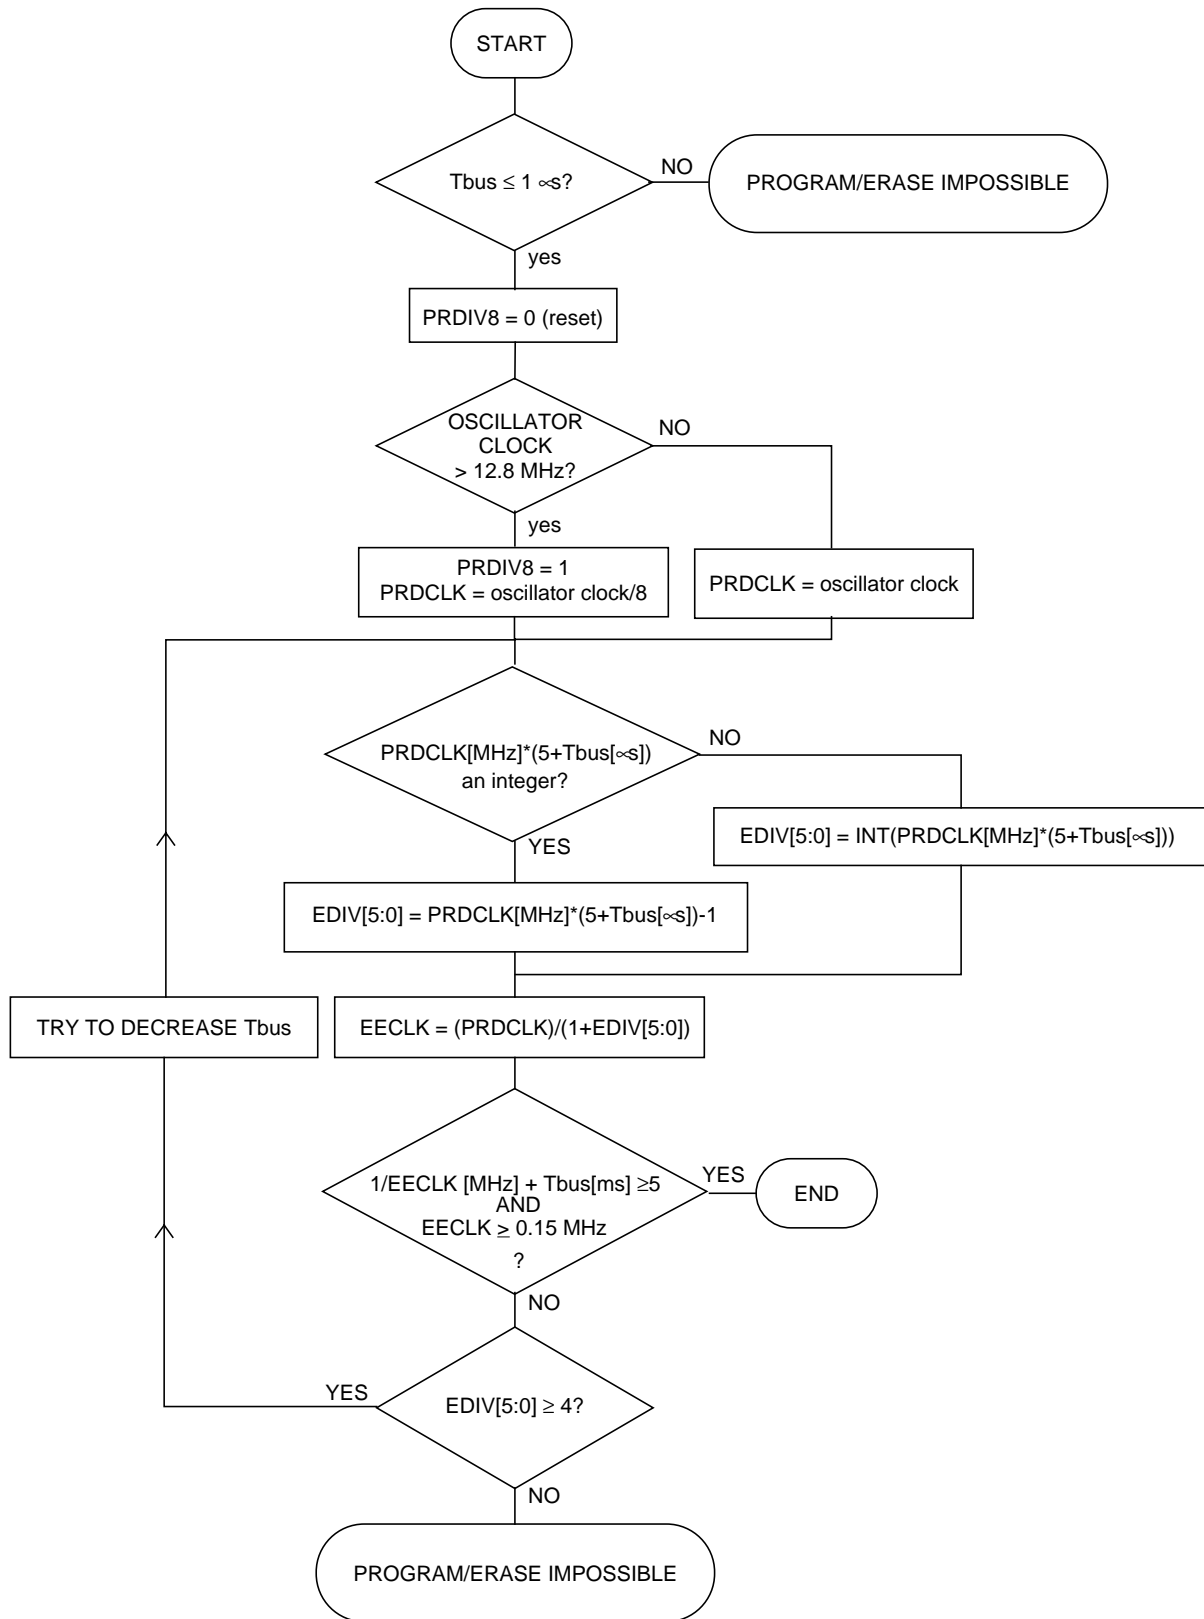 START
Tbus ≤ 1 ∝s?
NO
PROGRAM/ERASE IMPOSSIBLE
yes
PRDIV8 = 0 (reset)
OSCILLATOR
CLOCK
> 12.8 MHz?
NO
yes
PRDIV8 = 1
PRDCLK = oscillator clock/8
PRDCLK = oscillator clock
PRDCLK[MHz]*(5+Tbus[∝s])
an integer?
NO
YES
EDIV[5:0] = INT(PRDCLK[MHz]*(5+Tbus[∝s]))
EDIV[5:0] = PRDCLK[MHz]*(5+Tbus[∝s])-1
TRY TO DECREASE Tbus
EECLK = (PRDCLK)/(1+EDIV[5:0])
1/EECLK [MHz] + Tbus[ms] ≥5
AND
EECLK ≥ 0.15 MHz
?
YES
END
NO
EDIV[5:0] ≥ 4?
YES
NO
PROGRAM/ERASE IMPOSSIBLE